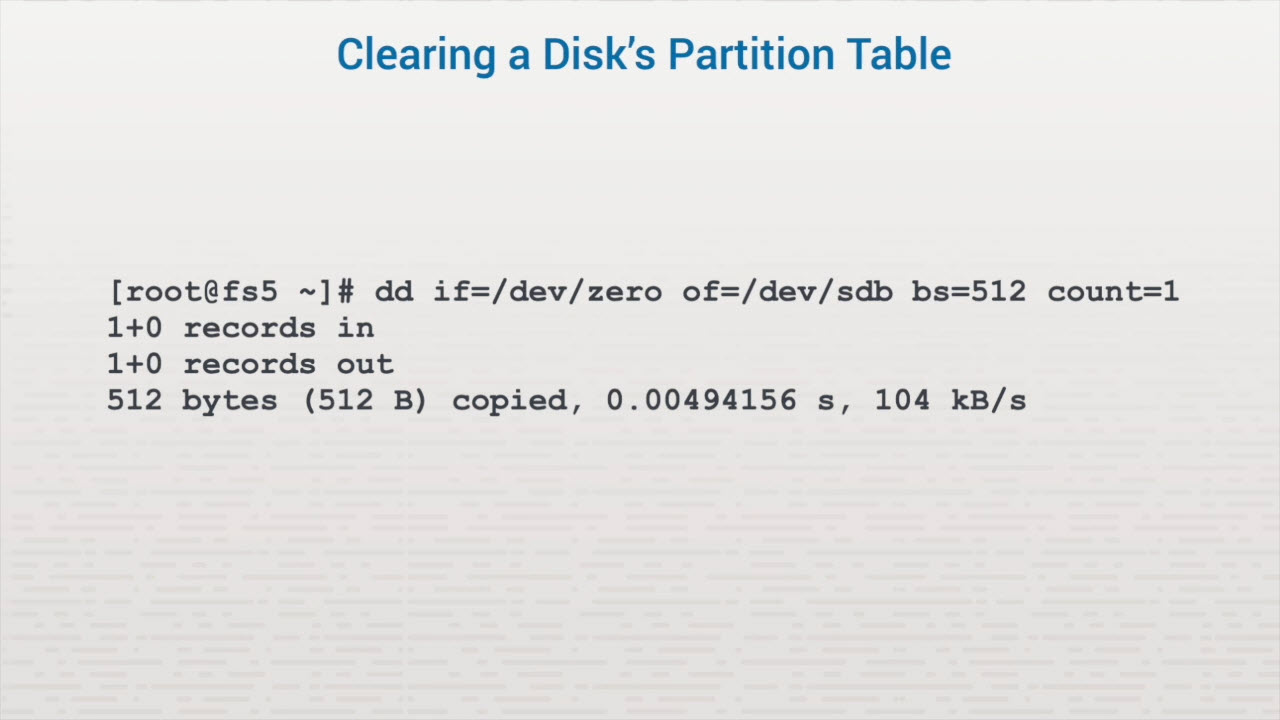 Clearing a Disk’s Partition Table
[root@fs5 ~]# dd if=/dev/zero of=/dev/sdb bs=512 count=1
1+0 records in
1+0 records out
512 bytes (512 B) copied, 0.00494156 s, 104 kB/s